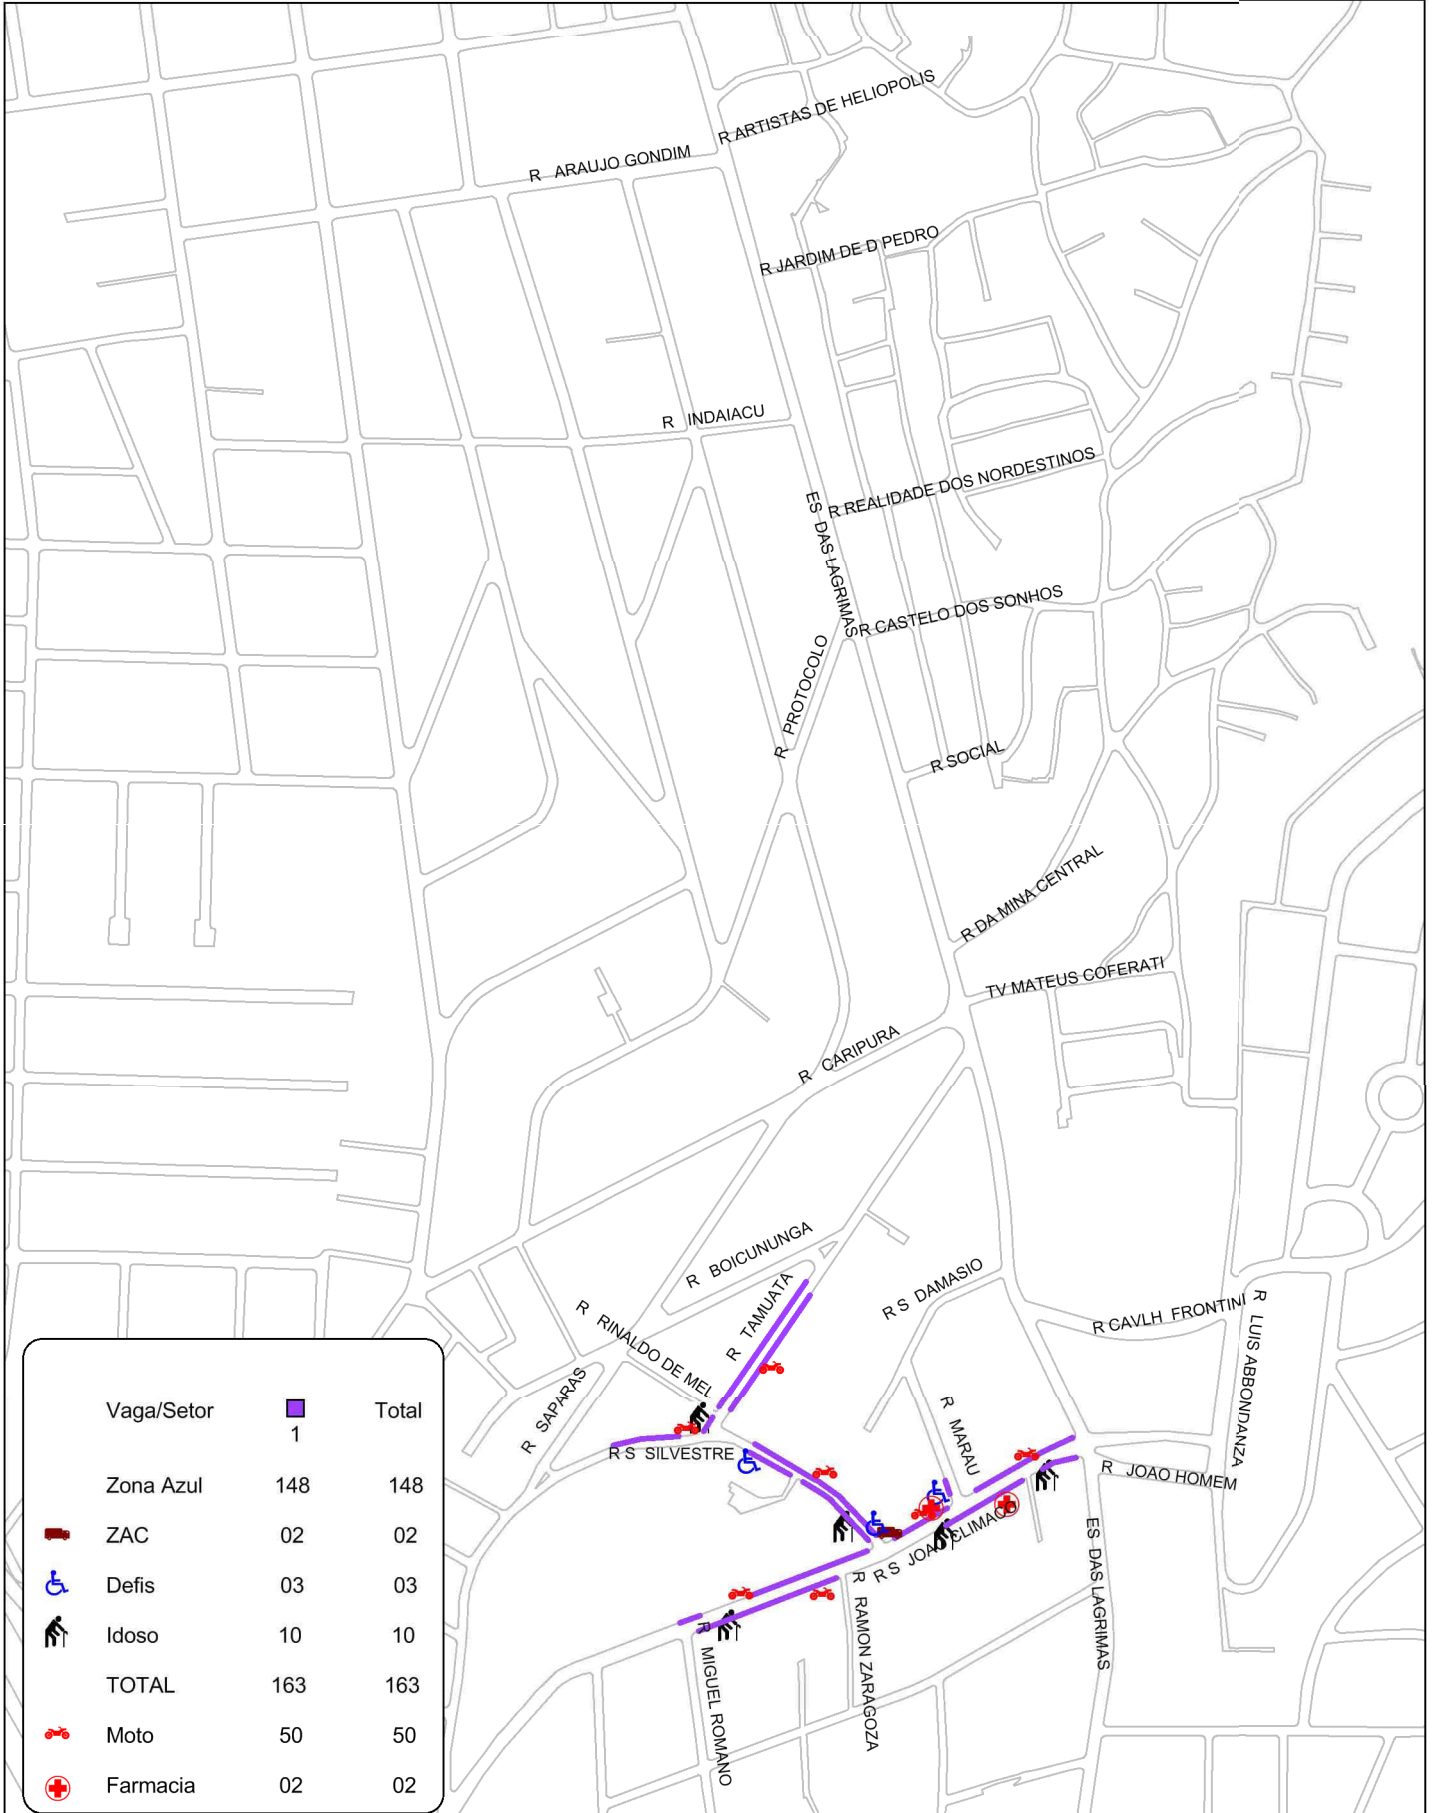 R ARTISTAS DE HELIOPOLIS
R ARAUJO GONDIM
R JARDIM DE D PEDRO
R INDAIACU
R REALIDADE DOS NORDESTINOS
ES DAS LAGRIMAS
R CASTELO DOS SONHOS
R PROTOCOLO
R SOCIAL
R DA MINA CENTRAL
TV MATEUS COFERATI
R CARIPURA
R BOICUNUNGA
R TAMUATA
R S DAMASIO
R CAVLH FRONTINI
R LUIS ABBONDANZA
R RINALDO DE MEL
R SAPARAS
R S SILVESTRE
R MARAU
R JOAO HOMEM
R S JOAO CLIMACO
ES DAS LAGRIMAS
R RAMON ZARAGOZA
R MIGUEL ROMANO
Vaga/Setor 1 Total
Zona Azul 148 148
ZAC 02 02
Defis 03 03
Idoso 10 10
TOTAL 163 163
Moto 50 50
Farmacia 02 02